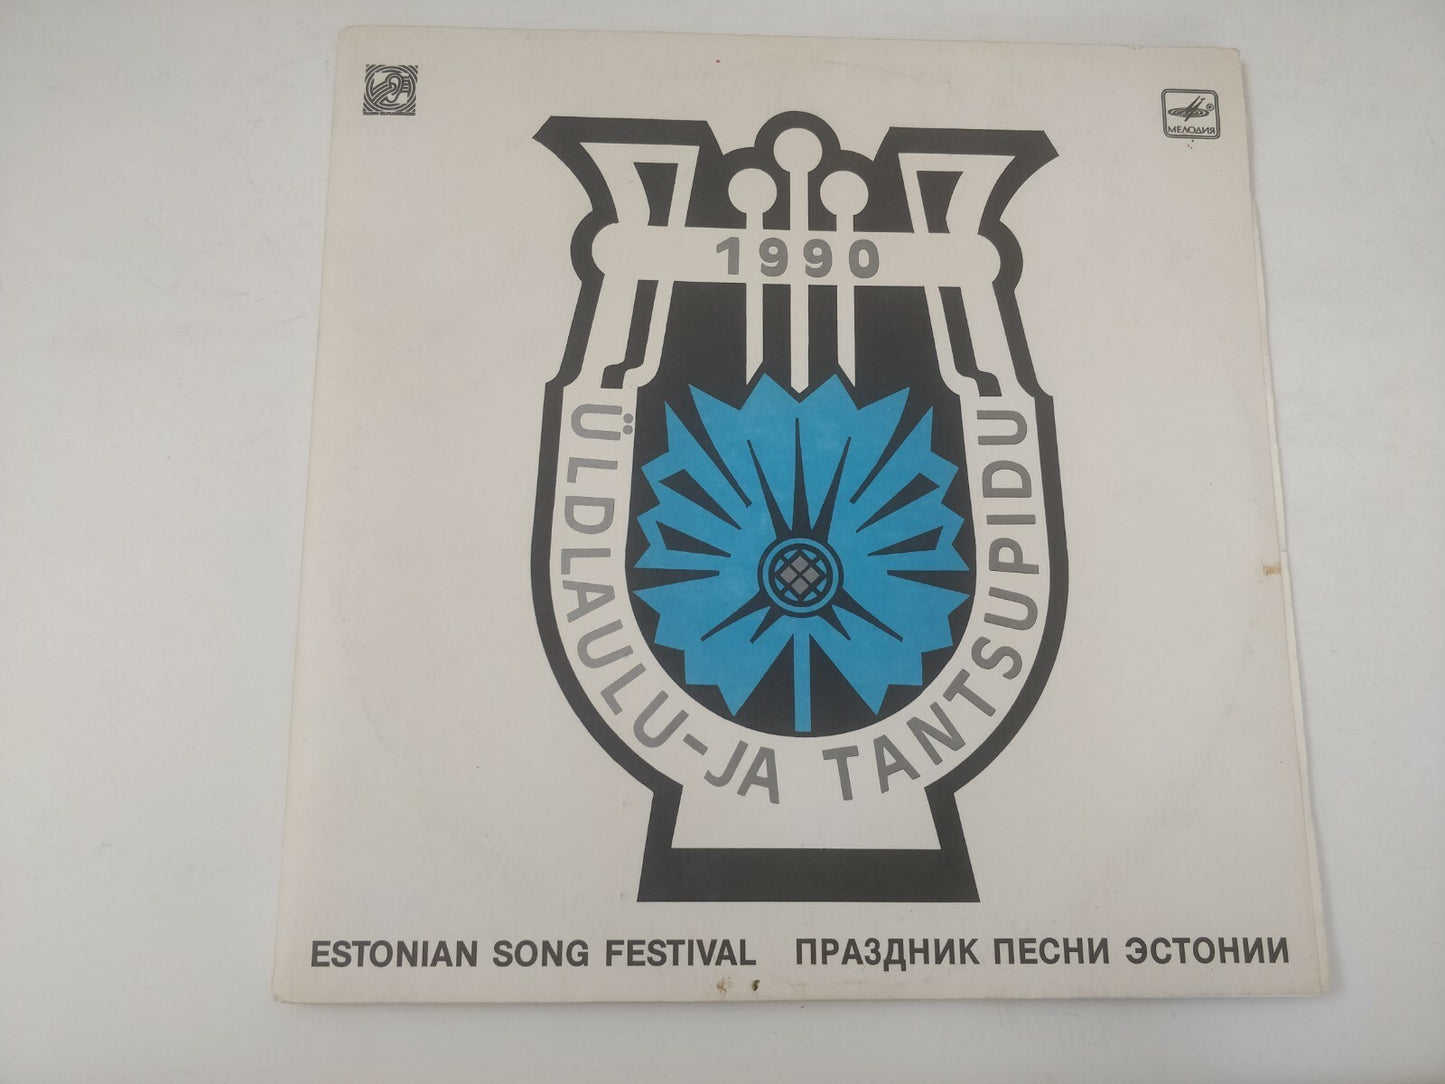 МЕЛОДИЯ
1990
ÜLDLAULU-JA TANTSUPIDU
ESTONIAN SONG FESTIVAL ПРАЗДНИК ПЕСНИ ЭСТОНИИ